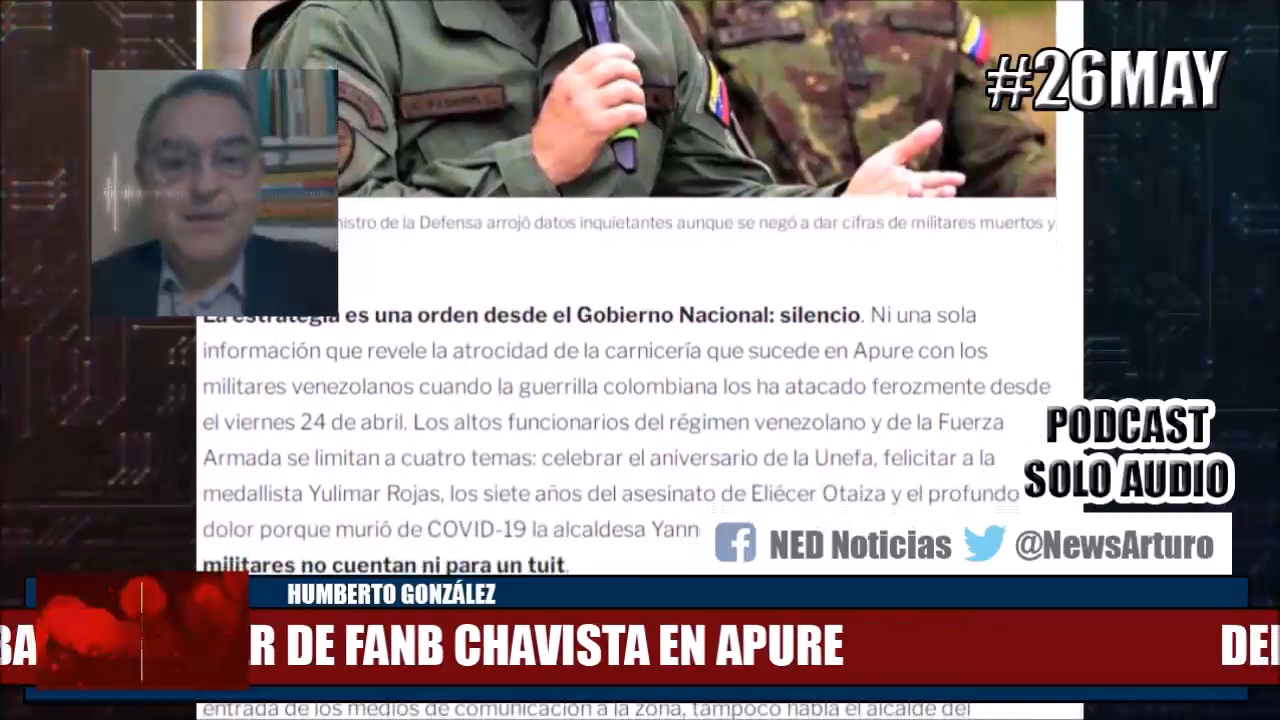 #26MAY
nistro de la Defensa arrojó datos inquietantes aunque se negó a dar cifras de militares muertos y
La estrategia es una orden desde el Gobierno Nacional: silencio. Ni una sola
información que revele la atrocidad de la carnicería que sucede en Apure con los
militares venezolanos cuando la guerrilla colombiana los ha atacado ferozmente desde
el viernes 24 de abril. Los altos funcionarios del régimen venezolano y de la Fuerza
Armada se limitan a cuatro temas: celebrar el aniversario de la Unefa, felicitar a la
medallista Yulimar Rojas, los siete años del asesinato de Eliécer Otaiza y el profundo
dolor porque murió de COVID-19 la alcaldesa Yann
militares no cuentan ni para un tuit.
PODCAST
SOLO AUDIO
NED Noticias @NewsArturo
HUMBERTO GONZÁLEZ
BA R DE FANB CHAVISTA EN APURE DE
entrada de los medios de comunicación a la zona, tampoco habla el alcalde del